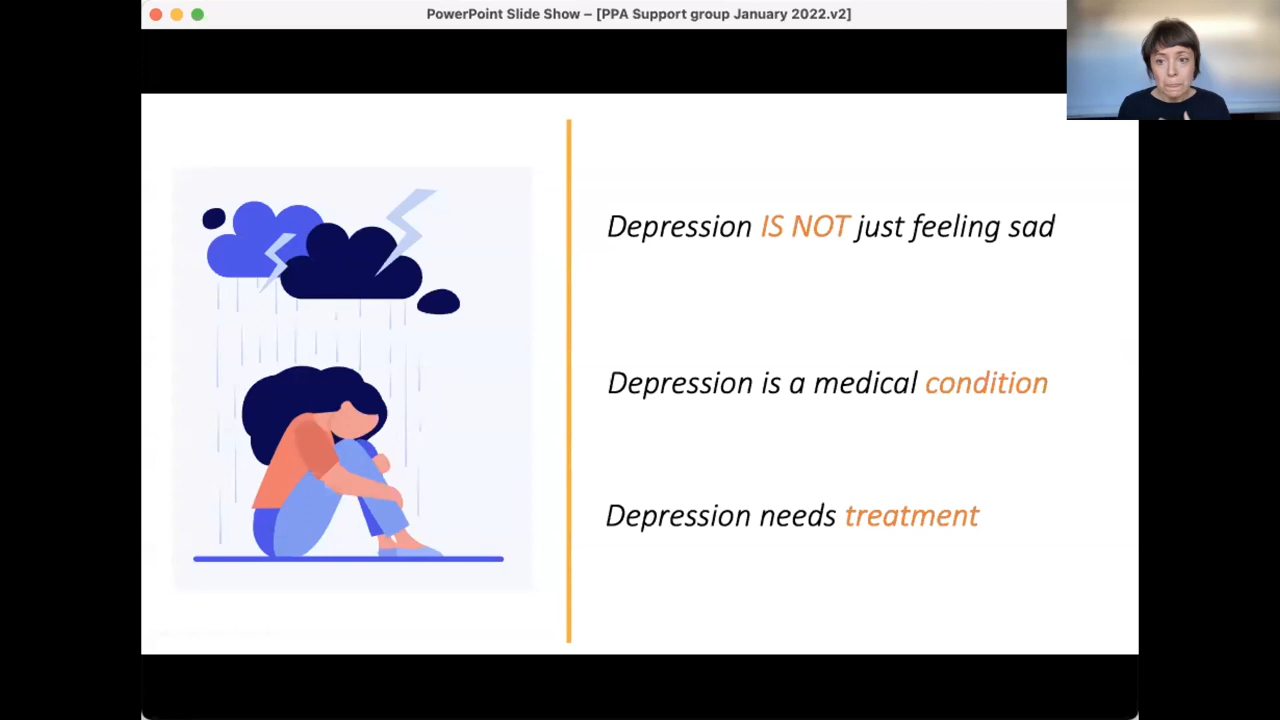 PowerPoint Slide Show – [PPA Support group January 2022.v2]
Depression IS NOT just feeling sad
Depression is a medical condition
Depression needs treatment